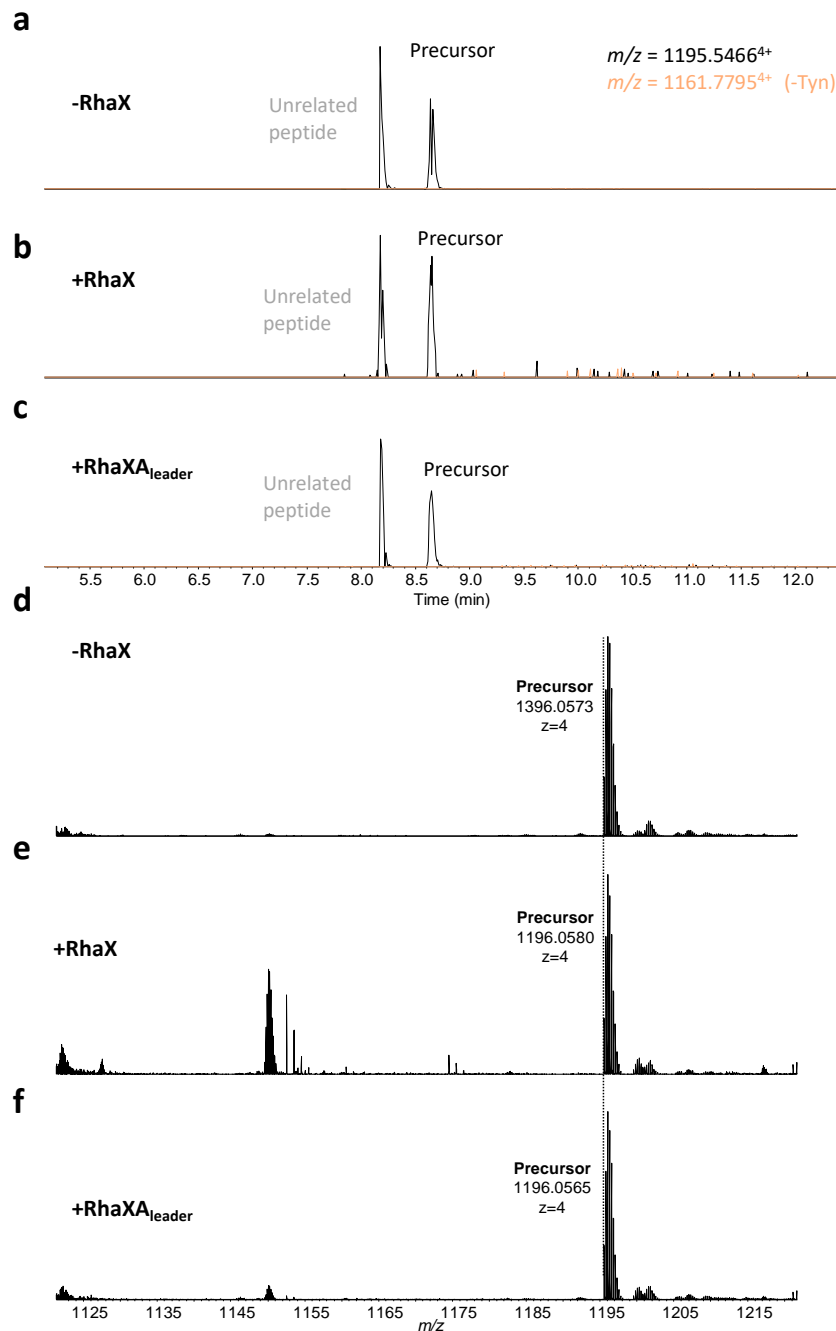 a
Precursor
m/z = 1195.5466⁴⁺
m/z = 1161.7795⁴⁺ (-Tyn)
-RhaX
Unrelated
peptide
b
Precursor
+RhaX
Unrelated
peptide
c
+RhaXA_leader
Precursor
Unrelated
peptide
5.5 6.0 6.5 7.0 7.5 8.0 8.5 9.0 9.5 10.0 10.5 11.0 11.5 12.0
Time (min)
d
-RhaX
Precursor
1396.0573
z=4
e
Precursor
1196.0580
z=4
+RhaX
f
Precursor
1196.0565
z=4
+RhaXA_leader
1125 1135 1145 1155 1165 1175 1185 1195 1205 1215
m/z